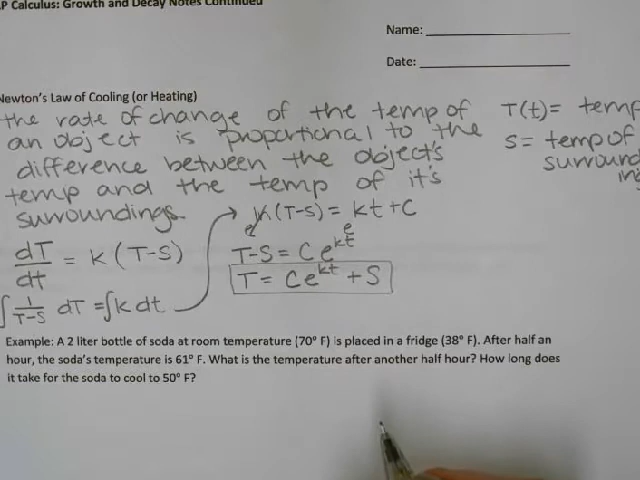 P Calculus: Growth and Decay Notes Continued
Name:
Date:
Newton's Law of Cooling (or Heating)
the rate of change of the temp of
an object is proportional to the
difference between the object's
temp and the temp of it's
surroundings
T(t) = temp
S = temp of
surround
ing
dT/dt = k (T-S)
∫ 1/(T-S) dT = ∫k dt
(T-S) = kt + C
e e
T-S = Ce^kt
T = Ce^kt + S
Example: A 2 liter bottle of soda at room temperature (70° F) is placed in a fridge (38° F). After half an
hour, the soda's temperature is 61° F. What is the temperature after another half hour? How long does
it take for the soda to cool to 50° F?